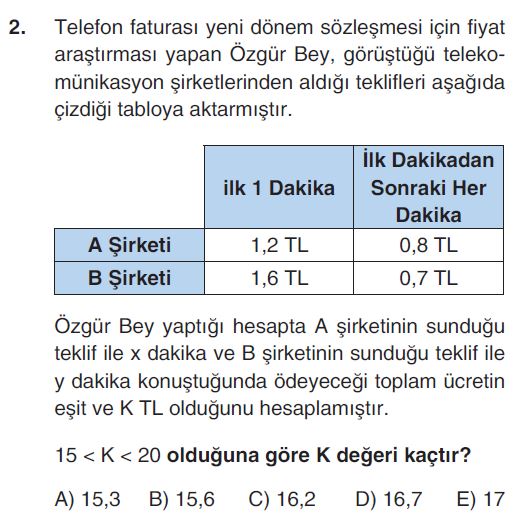 2. Telefon faturası yeni dönem sözleşmesi için fiyat
araştırması yapan Özgür Bey, görüştüğü teleko-
münikasyon şirketlerinden aldığı teklifleri aşağıda
çizdiği tabloya aktarmıştır.
ilk 1 Dakika
İlk Dakikadan
Sonraki Her
Dakika
A Şirketi 1,2 TL 0,8 TL
B Şirketi 1,6 TL 0,7 TL
Özgür Bey yaptığı hesapta A şirketinin sunduğu
teklif ile x dakika ve B şirketinin sunduğu teklif ile
y dakika konuştuğunda ödeyeceği toplam ücretin
eşit ve K TL olduğunu hesaplamıştır.
15 < K < 20 olduğuna göre K değeri kaçtır?
A) 15,3 B) 15,6 C) 16,2 D) 16,7 E) 17